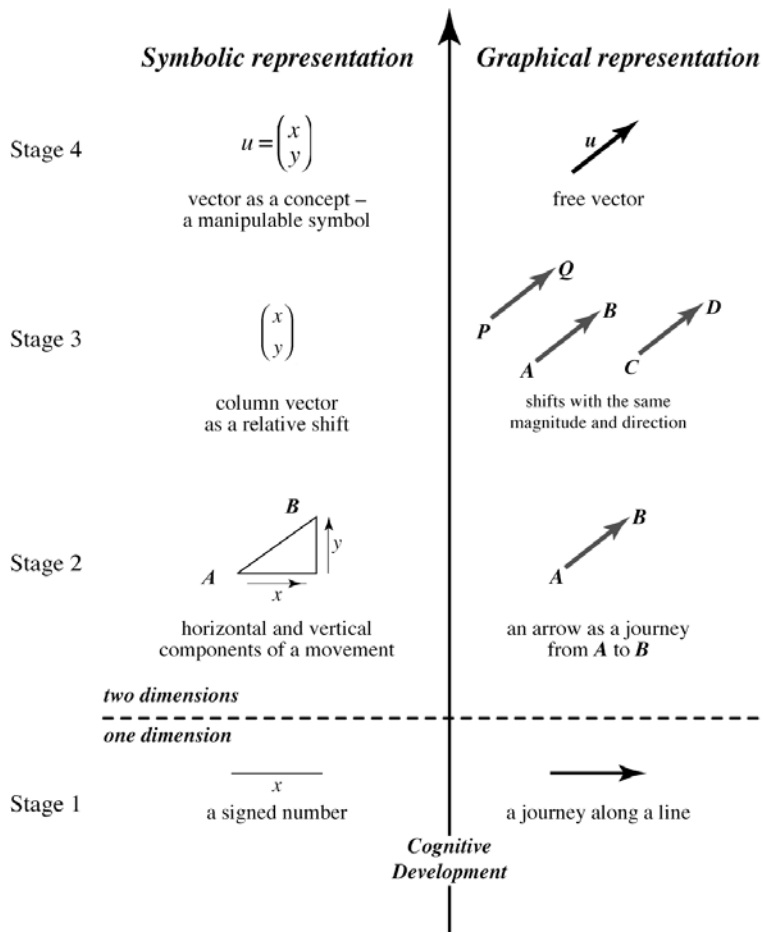 Symbolic representation
Graphical representation
Stage 4
u = (x
y)
u
vector as a concept –
a manipulable symbol
free vector
Stage 3
(x
y)
P
Q
A
B
C
D
column vector
as a relative shift
shifts with the same
magnitude and direction
Stage 2
A
B
x
y
A
B
horizontal and vertical
components of a movement
an arrow as a journey
from A to B
two dimensions
one dimension
Stage 1
x
a signed number
a journey along a line
Cognitive
Development